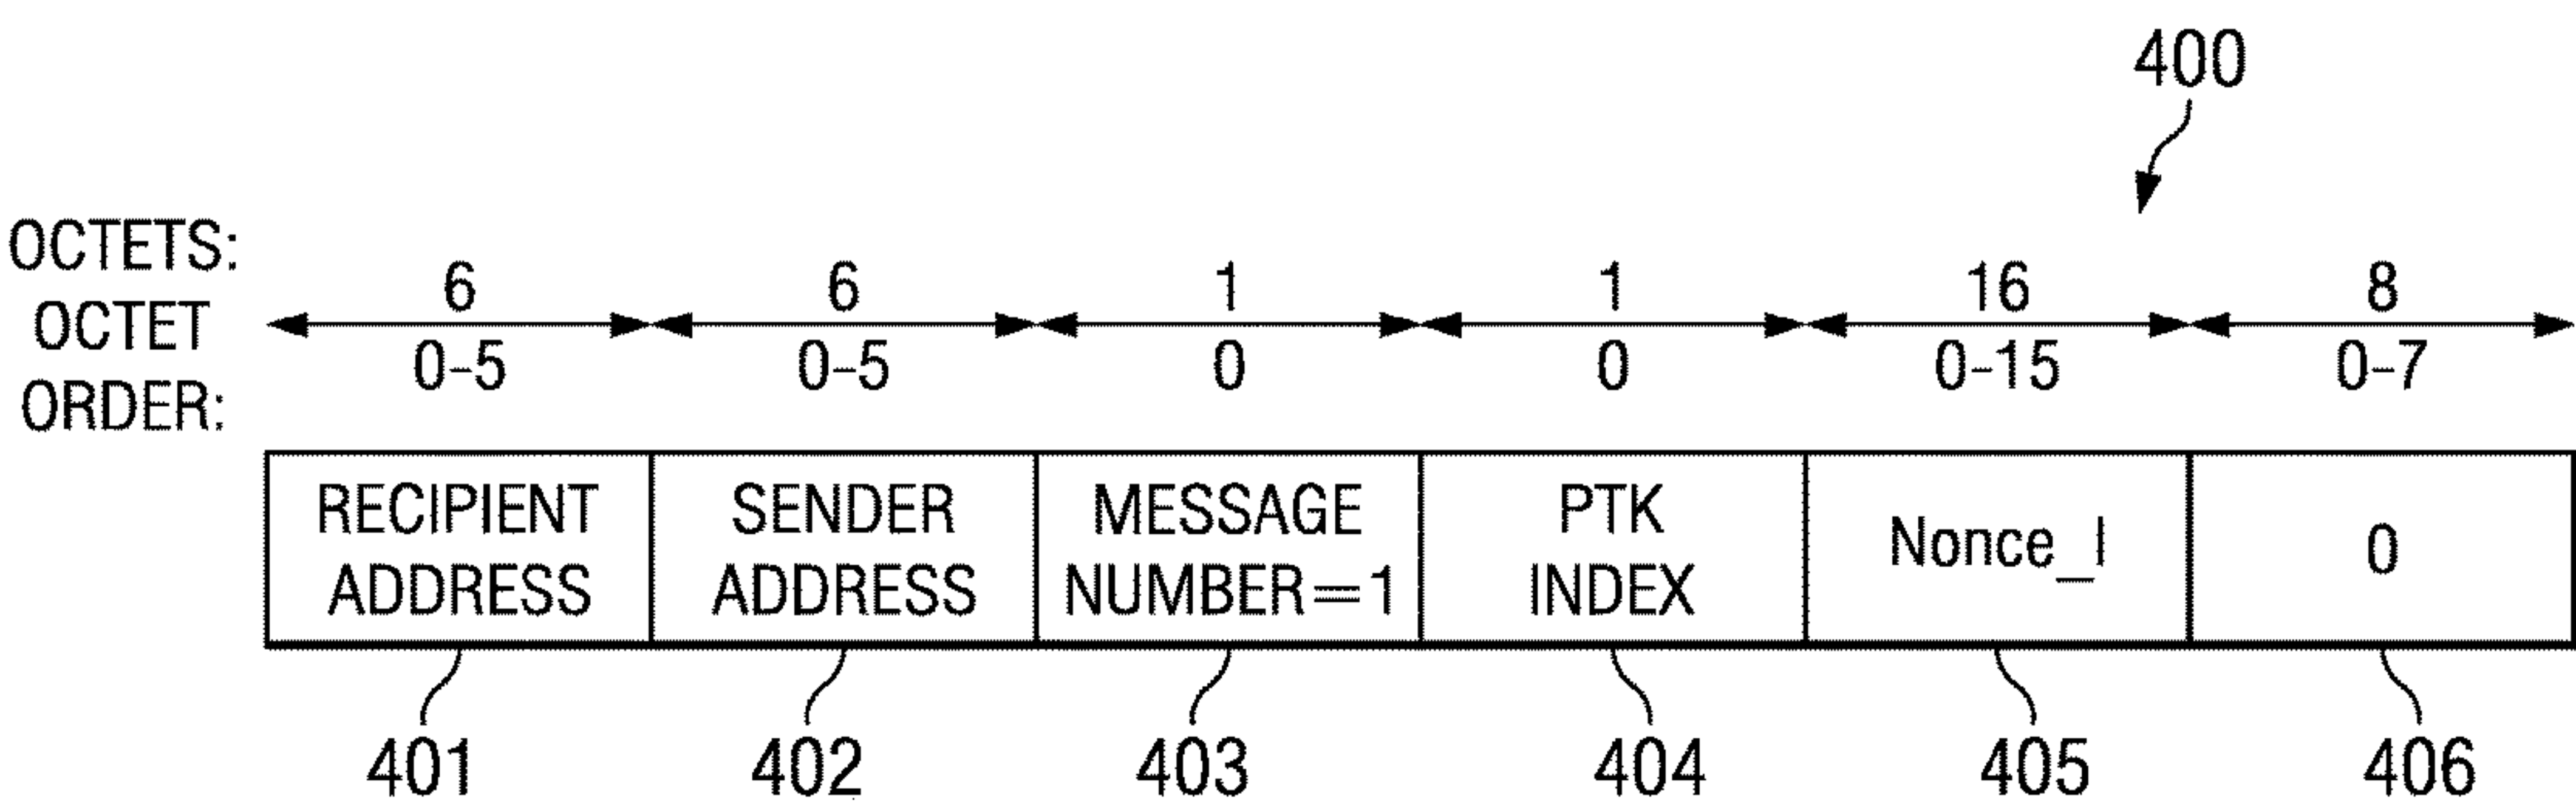 400
OCTETS:
6 6 1 1 16 8
OCTET
ORDER:
0-5 0-5 0 0 0-15 0-7
RECIPIENT ADDRESS
SENDER ADDRESS
MESSAGE NUMBER=1
PTK INDEX
Nonce_I
0
401 402 403 404 405 406